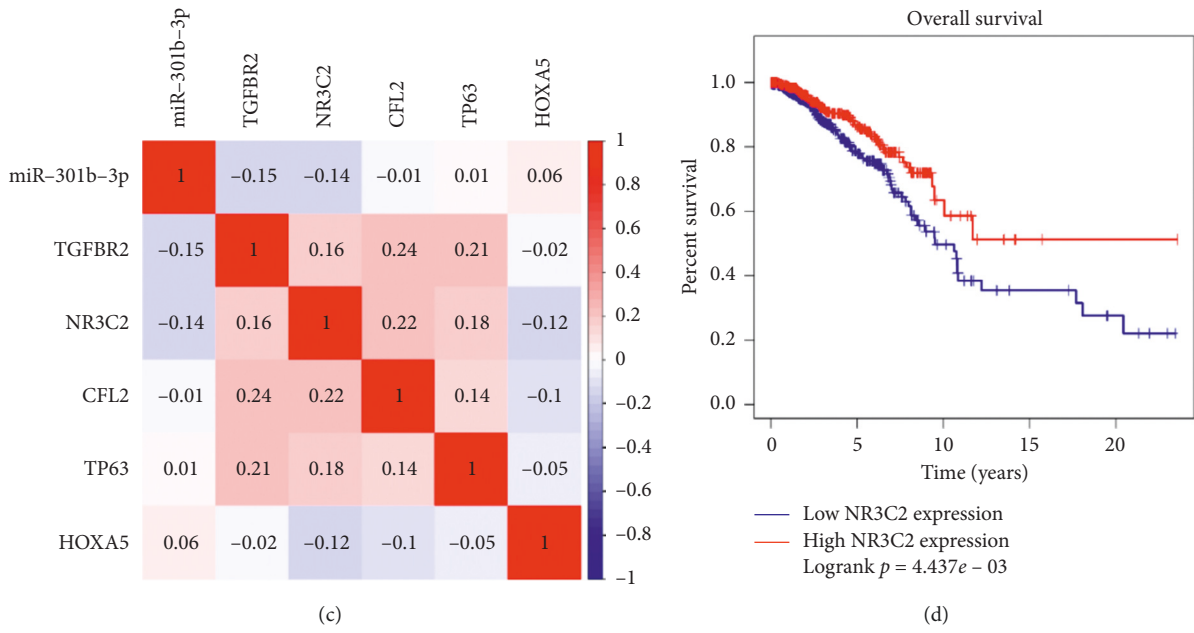 miR–301b–3p TGFBR2 NR3C2 CFL2 TP63 HOXA5
miR–301b–3p 1 –0.15 –0.14 –0.01 0.01 0.06
TGFBR2 –0.15 1 0.16 0.24 0.21 –0.02
NR3C2 –0.14 0.16 1 0.22 0.18 –0.12
CFL2 –0.01 0.24 0.22 1 0.14 –0.1
TP63 0.01 0.21 0.18 0.14 1 –0.05
HOXA5 0.06 –0.02 –0.12 –0.1 –0.05 1
1
0.8
0.6
0.4
0.2
0
–0.2
–0.4
–0.6
–0.8
–1
(c)
Overall survival
Percent survival
1.0
0.8
0.6
0.4
0.2
0.0
0 5 10 15 20
Time (years)
Low NR3C2 expression
High NR3C2 expression
Logrank p = 4.437e – 03
(d)